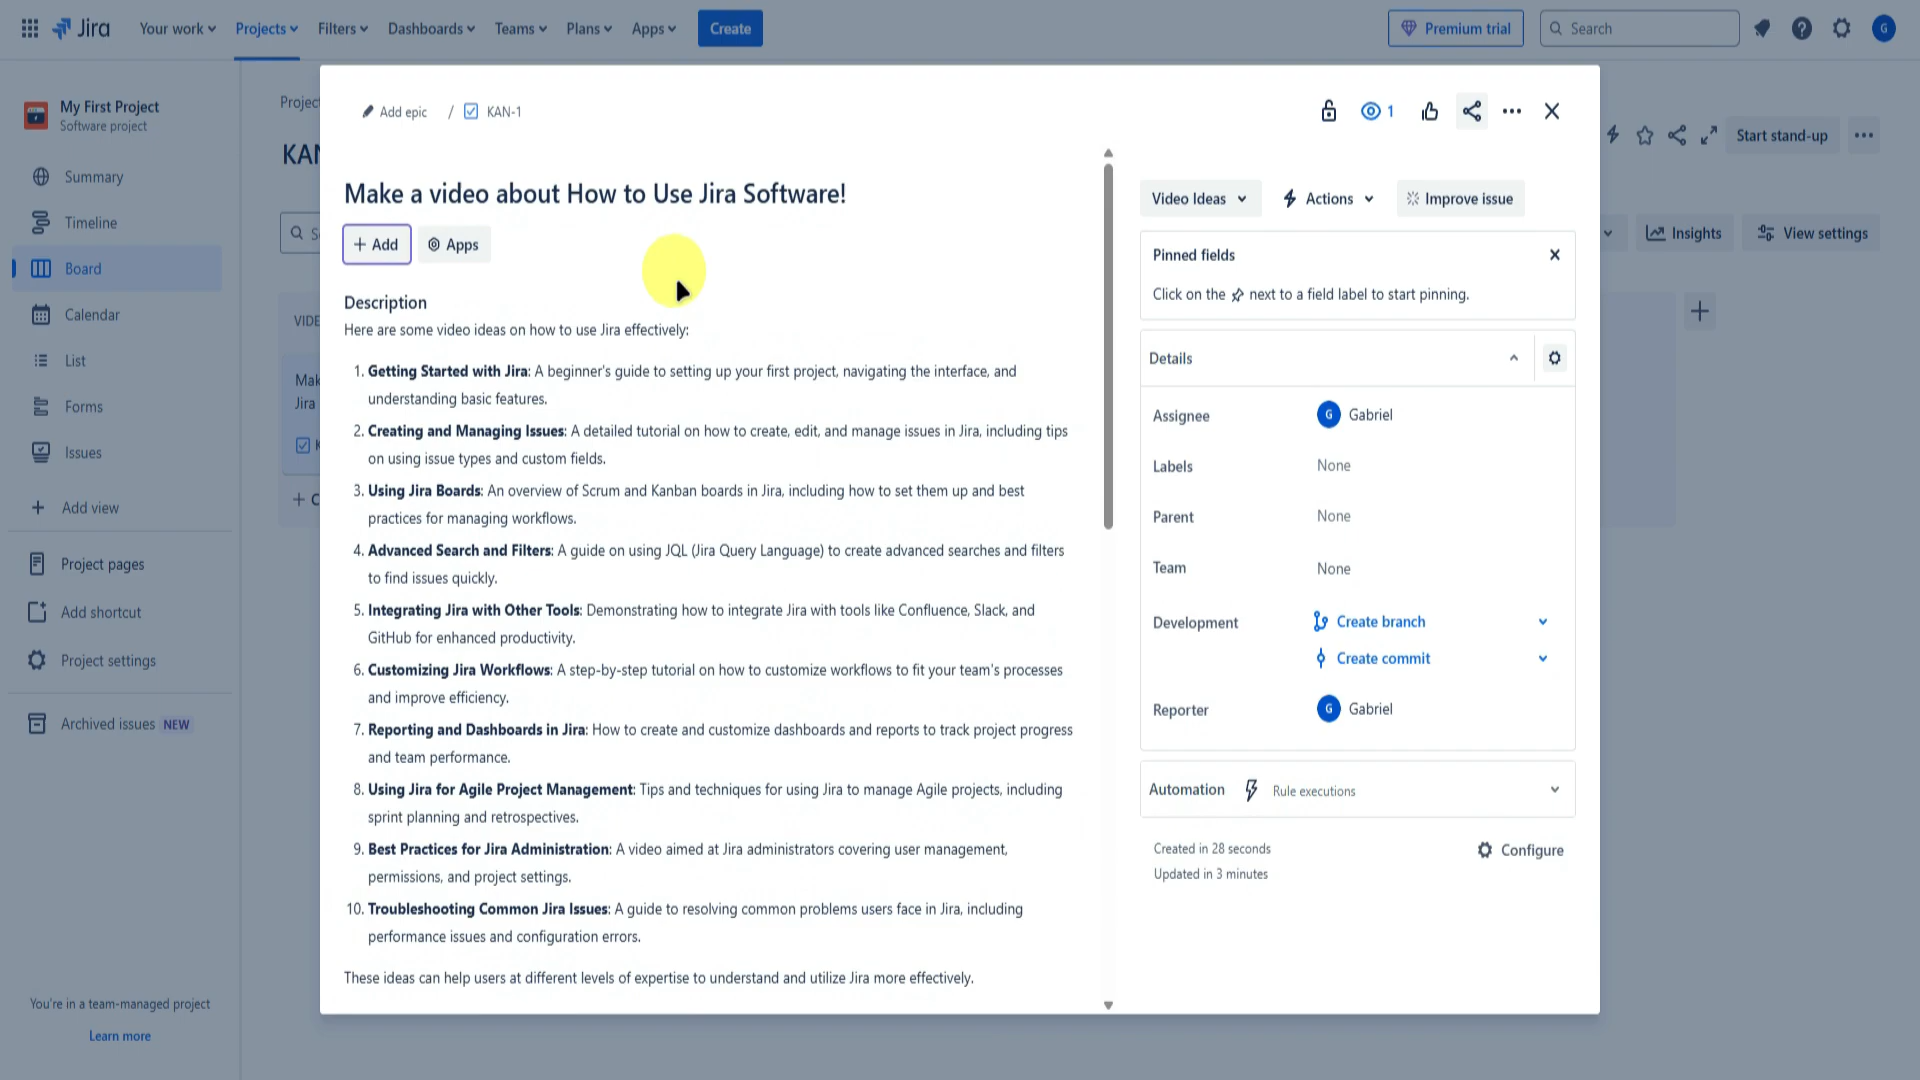 Jira
Your work
Projects
Filters
Dashboards
Teams
Plans
Apps
Create
Premium trial
Search
G
My First Project
Software project
Summary
Timeline
Board
Calendar
List
Forms
Issues
Add view
Project pages
Add shortcut
Project settings
Archived issues NEW
You're in a team-managed project
Learn more
Start stand-up
Insights
View settings
Add epic / KAN-1
1
Make a video about How to Use Jira Software!
+ Add
Apps
Description
Here are some video ideas on how to use Jira effectively:
1. Getting Started with Jira: A beginner's guide to setting up your first project, navigating the interface, and
understanding basic features.
2. Creating and Managing Issues: A detailed tutorial on how to create, edit, and manage issues in Jira, including tips
on using issue types and custom fields.
3. Using Jira Boards: An overview of Scrum and Kanban boards in Jira, including how to set them up and best
practices for managing workflows.
4. Advanced Search and Filters: A guide on using JQL (Jira Query Language) to create advanced searches and filters
to find issues quickly.
5. Integrating Jira with Other Tools: Demonstrating how to integrate Jira with tools like Confluence, Slack, and
GitHub for enhanced productivity.
6. Customizing Jira Workflows: A step-by-step tutorial on how to customize workflows to fit your team's processes
and improve efficiency.
7. Reporting and Dashboards in Jira: How to create and customize dashboards and reports to track project progress
and team performance.
8. Using Jira for Agile Project Management: Tips and techniques for using Jira to manage Agile projects, including
sprint planning and retrospectives.
9. Best Practices for Jira Administration: A video aimed at Jira administrators covering user management,
permissions, and project settings.
10. Troubleshooting Common Jira Issues: A guide to resolving common problems users face in Jira, including
performance issues and configuration errors.
These ideas can help users at different levels of expertise to understand and utilize Jira more effectively.
Video Ideas
Actions
Improve issue
Pinned fields
Click on the next to a field label to start pinning.
Details
Assignee
G Gabriel
Labels
None
Parent
None
Team
None
Development
Create branch
Create commit
Reporter
G Gabriel
Automation
Rule executions
Created in 28 seconds
Updated in 3 minutes
Configure